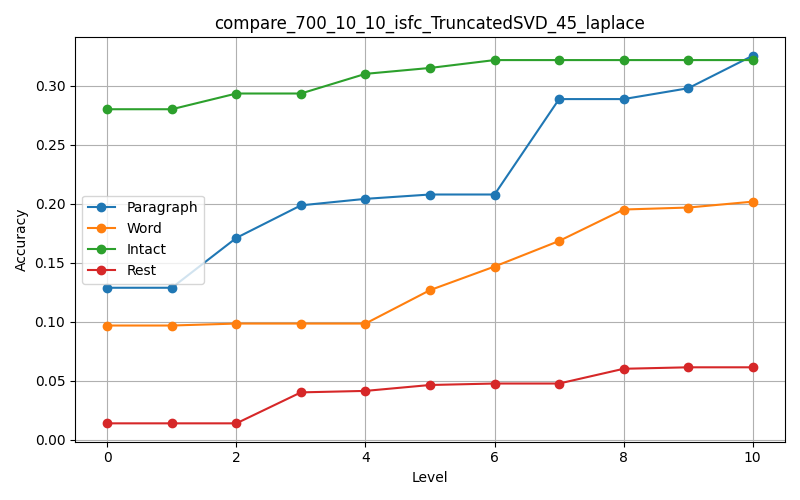 compare_700_10_10_isfc_TruncatedSVD_45_laplace
0.30
0.25
0.20
0.15
0.10
0.05
0.00
Accuracy
Paragraph
Word
Intact
Rest
0 2 4 6 8 10
Level